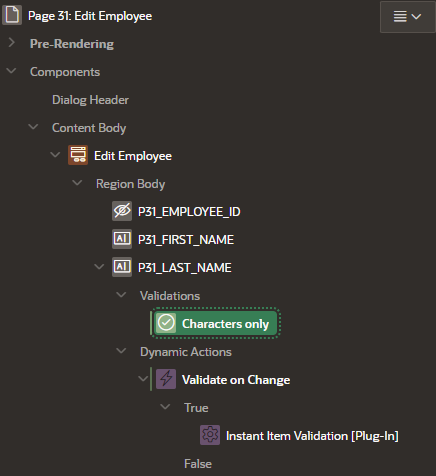 Page 31: Edit Employee
Pre-Rendering
Components
Dialog Header
Content Body
Edit Employee
Region Body
P31_EMPLOYEE_ID
P31_FIRST_NAME
P31_LAST_NAME
Validations
Characters only
Dynamic Actions
Validate on Change
True
Instant Item Validation [Plug-In]
False